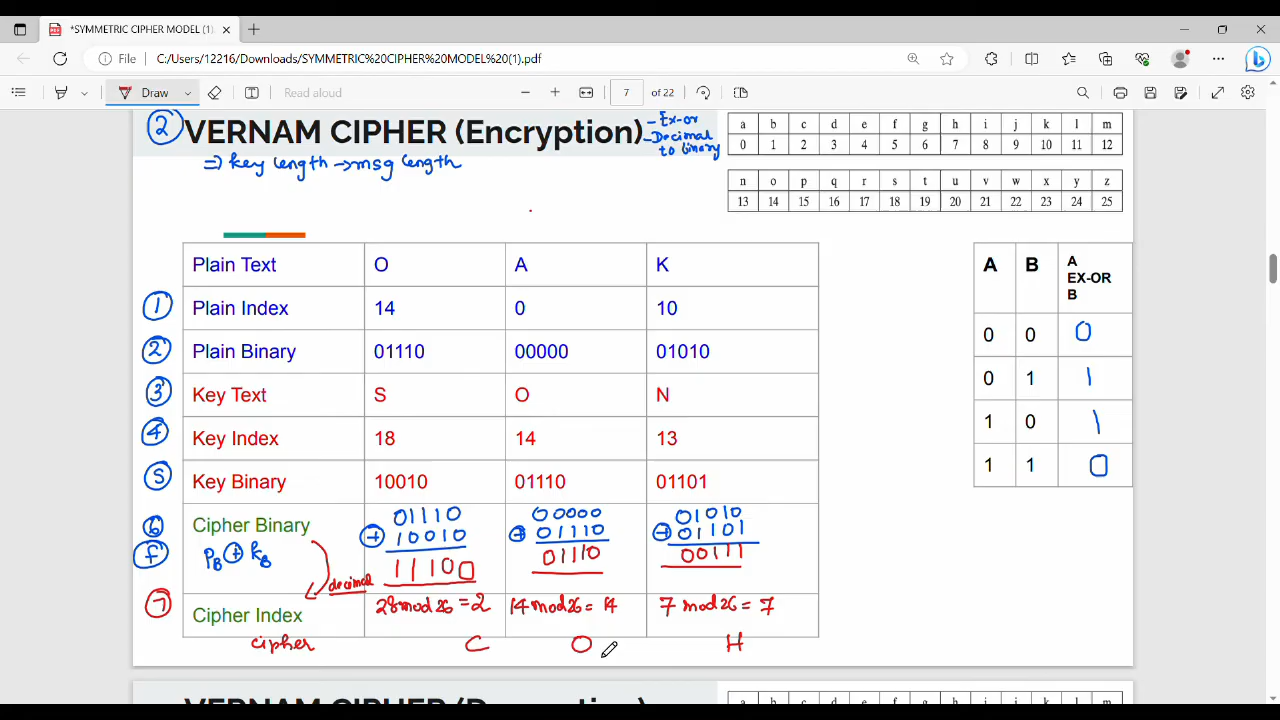 *SYMMETRIC CIPHER MODEL (1).
File C:/Users/12216/Downloads/SYMMETRIC%20CIPHER%20MODEL%20(1).pdf
Draw Read aloud 7 of 22
2 VERNAM CIPHER (Encryption) - Ex-or
- Decimal to binary
⇒ key length → msg length
a b c d e f g h i j k l m
0 1 2 3 4 5 6 7 8 9 10 11 12
n o p q r s t u v w x y z
13 14 15 16 17 18 19 20 21 22 23 24 25
Plain Text O A K
1 Plain Index 14 0 10
2 Plain Binary 01110 00000 01010
3 Key Text S O N
4 Key Index 18 14 13
5 Key Binary 10010 01110 01101
6 Cipher Binary 01110 00000 01010
f PB ⊕ KB ⊕ 10010 ⊕ 01110 ⊕ 01101
11100 01110 00111
decimal
7 Cipher Index 28 mod 26 = 2 14 mod 26 = 14 7 mod 26 = 7
cipher C O H
A B A EX-OR B
0 0 0
0 1 1
1 0 1
1 1 0
VERNAM CIPHER (Decryption)
a b c d e f g h i j k l m